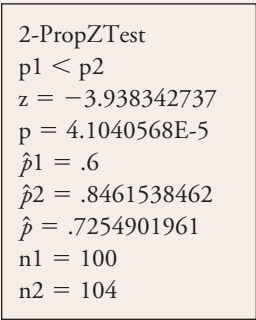 2-PropZTest
p1 < p2
z = −3.938342737
p = 4.1040568E-5
p̂1 = .6
p̂2 = .8461538462
p̂ = .7254901961
n1 = 100
n2 = 104